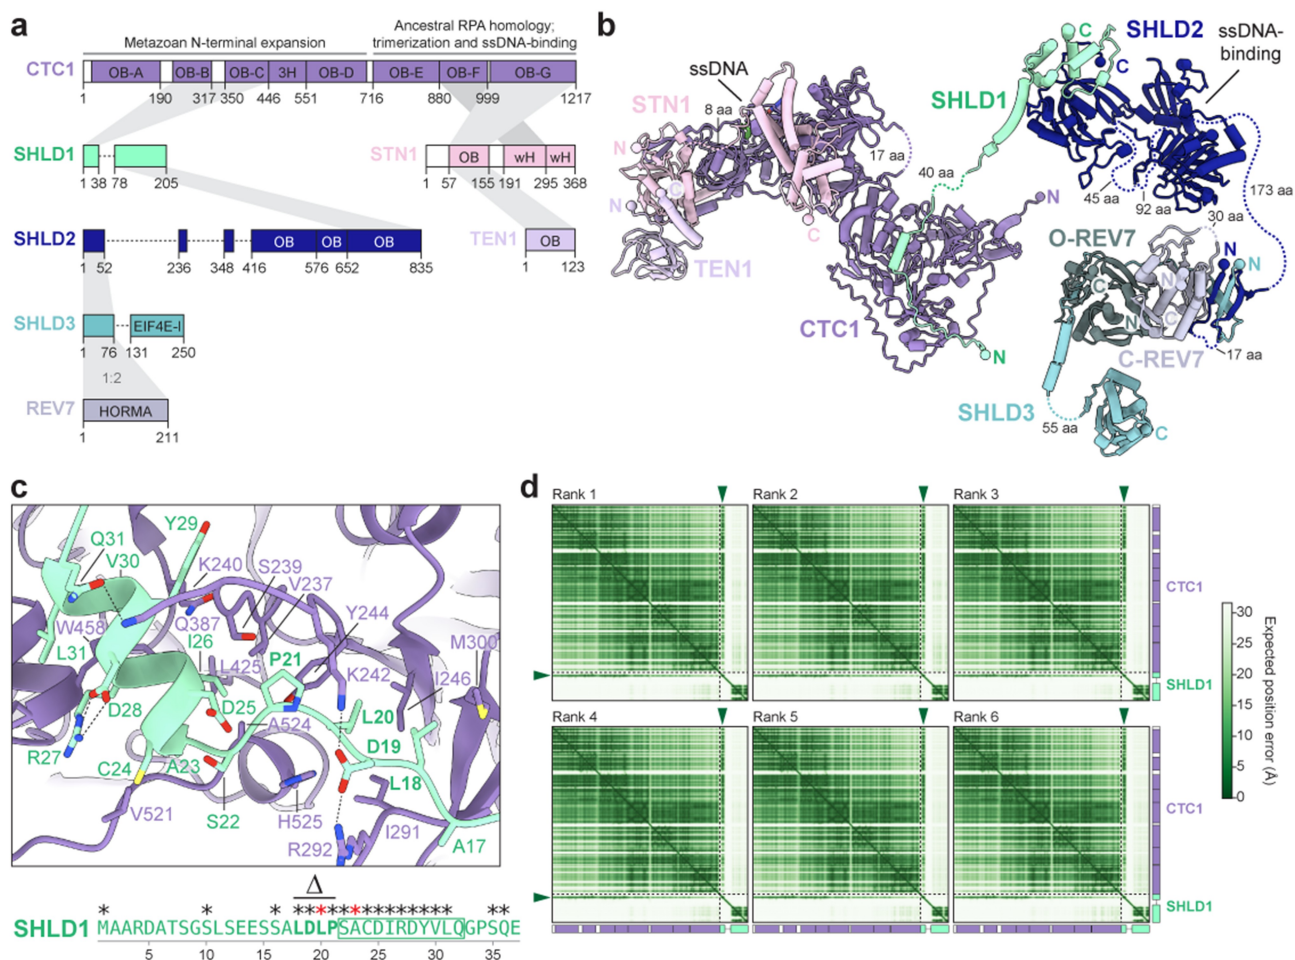 a
Metazoan N-terminal expansion
Ancestral RPA homology;
trimerization and ssDNA-binding
CTC1
OB-A OB-B OB-C 3H OB-D OB-E OB-F OB-G
1 190 317 350 446 551 716 880 999 1217
SHLD1
1 38 78 205
STN1
OB wH wH
1 57 155 191 295 368
SHLD2
OB OB OB
1 52 236 348 416 576 652 835
TEN1
OB
1 123
SHLD3
EIF4E-l
1 76 131 250
1:2
REV7
HORMA
1 211
b
ssDNA
STN1
8 aa
N
N
C
C
TEN1
17 aa
CTC1
N
N
40 aa
SHLD1
C
SHLD2
C
ssDNA-
binding
45 aa
92 aa
173 aa
30 aa
O-REV7
C
N
N
C
N
N
C-REV7
17 aa
SHLD3
55 aa
C
c
Y29
Q31
V30
K240
S239
V237
Y244
W458
Q387
I26
L425
P21
K242
I246
M300
L31
D28
D25
L20
A524
D19
R27
C24
A23
L18
V521
S22
H525
I291
R292
A17
Δ
* * * * * * * * * * * * * * * * * * *
SHLD1 MAARDATSGSLSEESSALDLPSACDIRDYVLQGPSQE
5 10 15 20 25 30 35
d
Rank 1 Rank 2 Rank 3
CTC1
SHLD1
Rank 4 Rank 5 Rank 6
CTC1
SHLD1
30
-25
-20
-15
-10
5
0
Expected position error (Å)